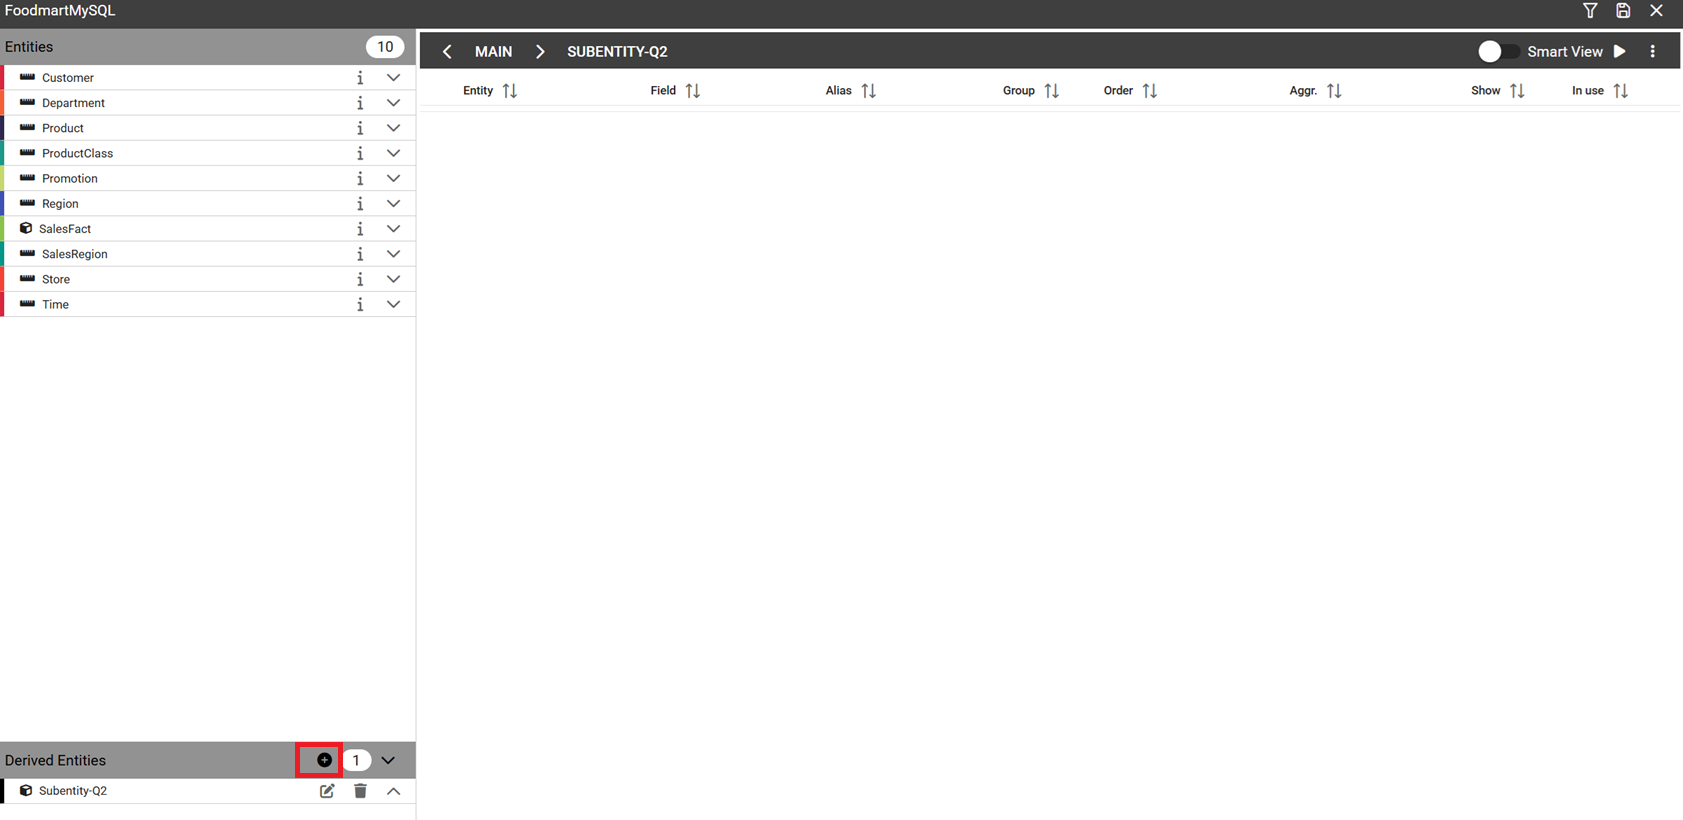 FoodmartMySQL
Entities 10
Customer
Department
Product
ProductClass
Promotion
Region
SalesFact
SalesRegion
Store
Time
Derived Entities 1
Subentity-Q2
MAIN SUBENTITY-Q2 Smart View
Entity Field Alias Group Order Aggr. Show In use